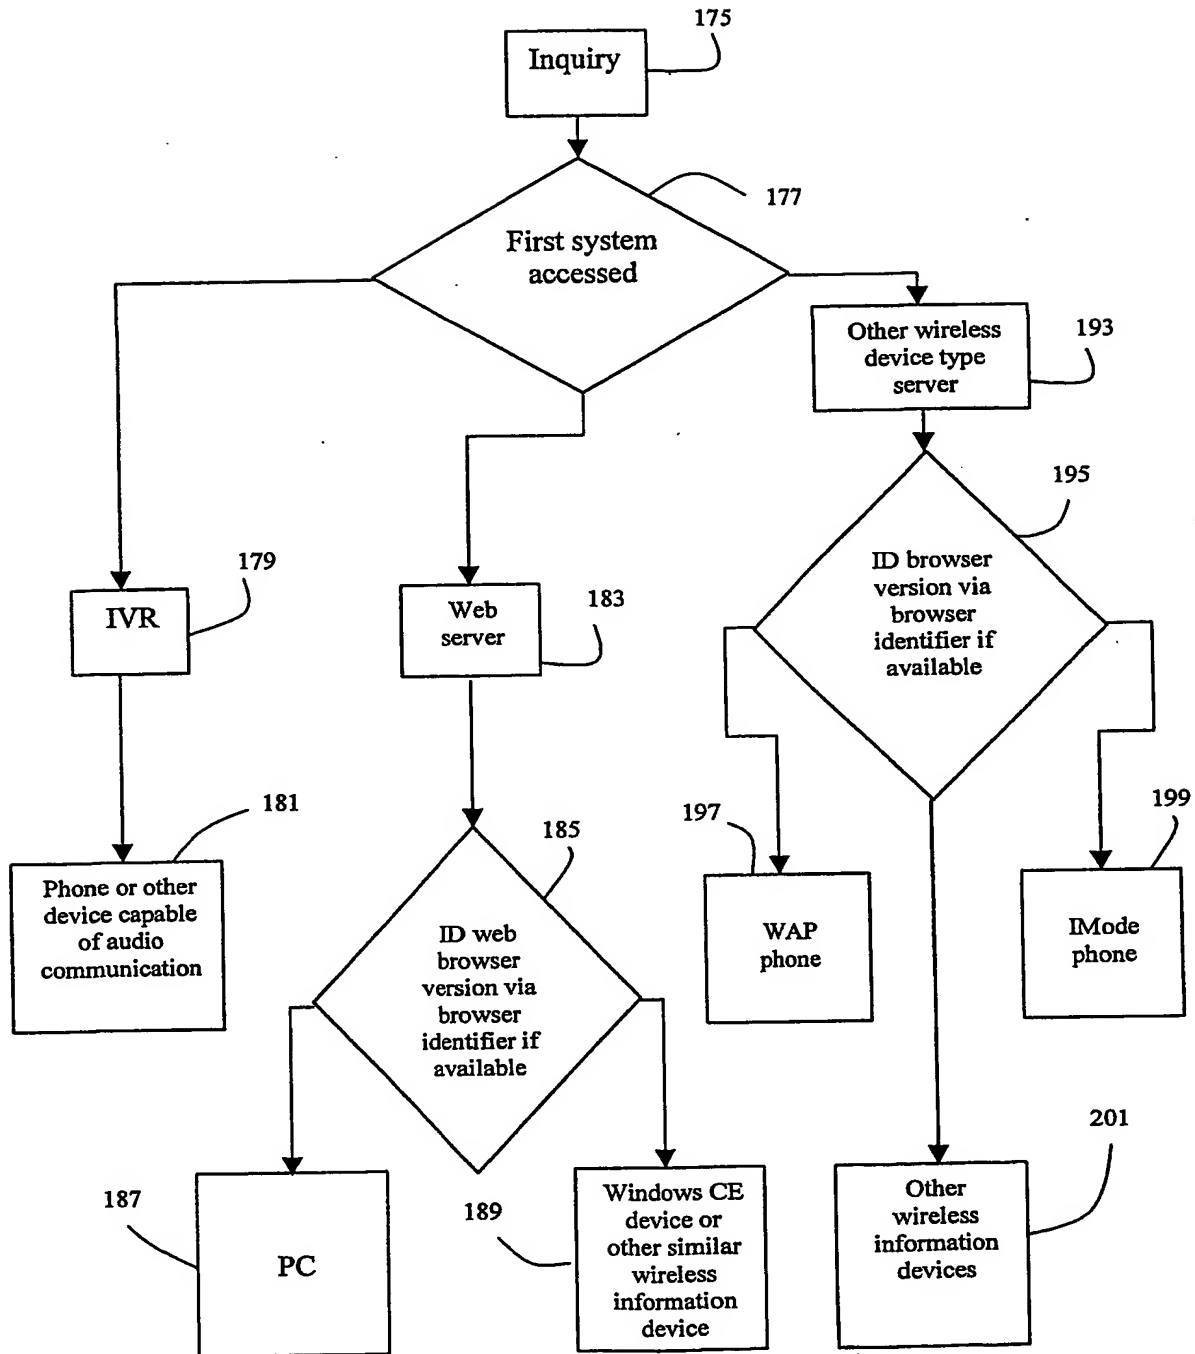 175
Inquiry
177
First system
accessed
Other wireless
device type
server
193
195
ID browser
version via
browser
identifier if
available
179
IVR
Web
server
183
181
Phone or other
device capable
of audio
communication
185
ID web
browser
version via
browser
identifier if
available
197
WAP
phone
199
IMode
phone
187
PC
189
Windows CE
device or
other similar
wireless
information
device
201
Other
wireless
information
devices